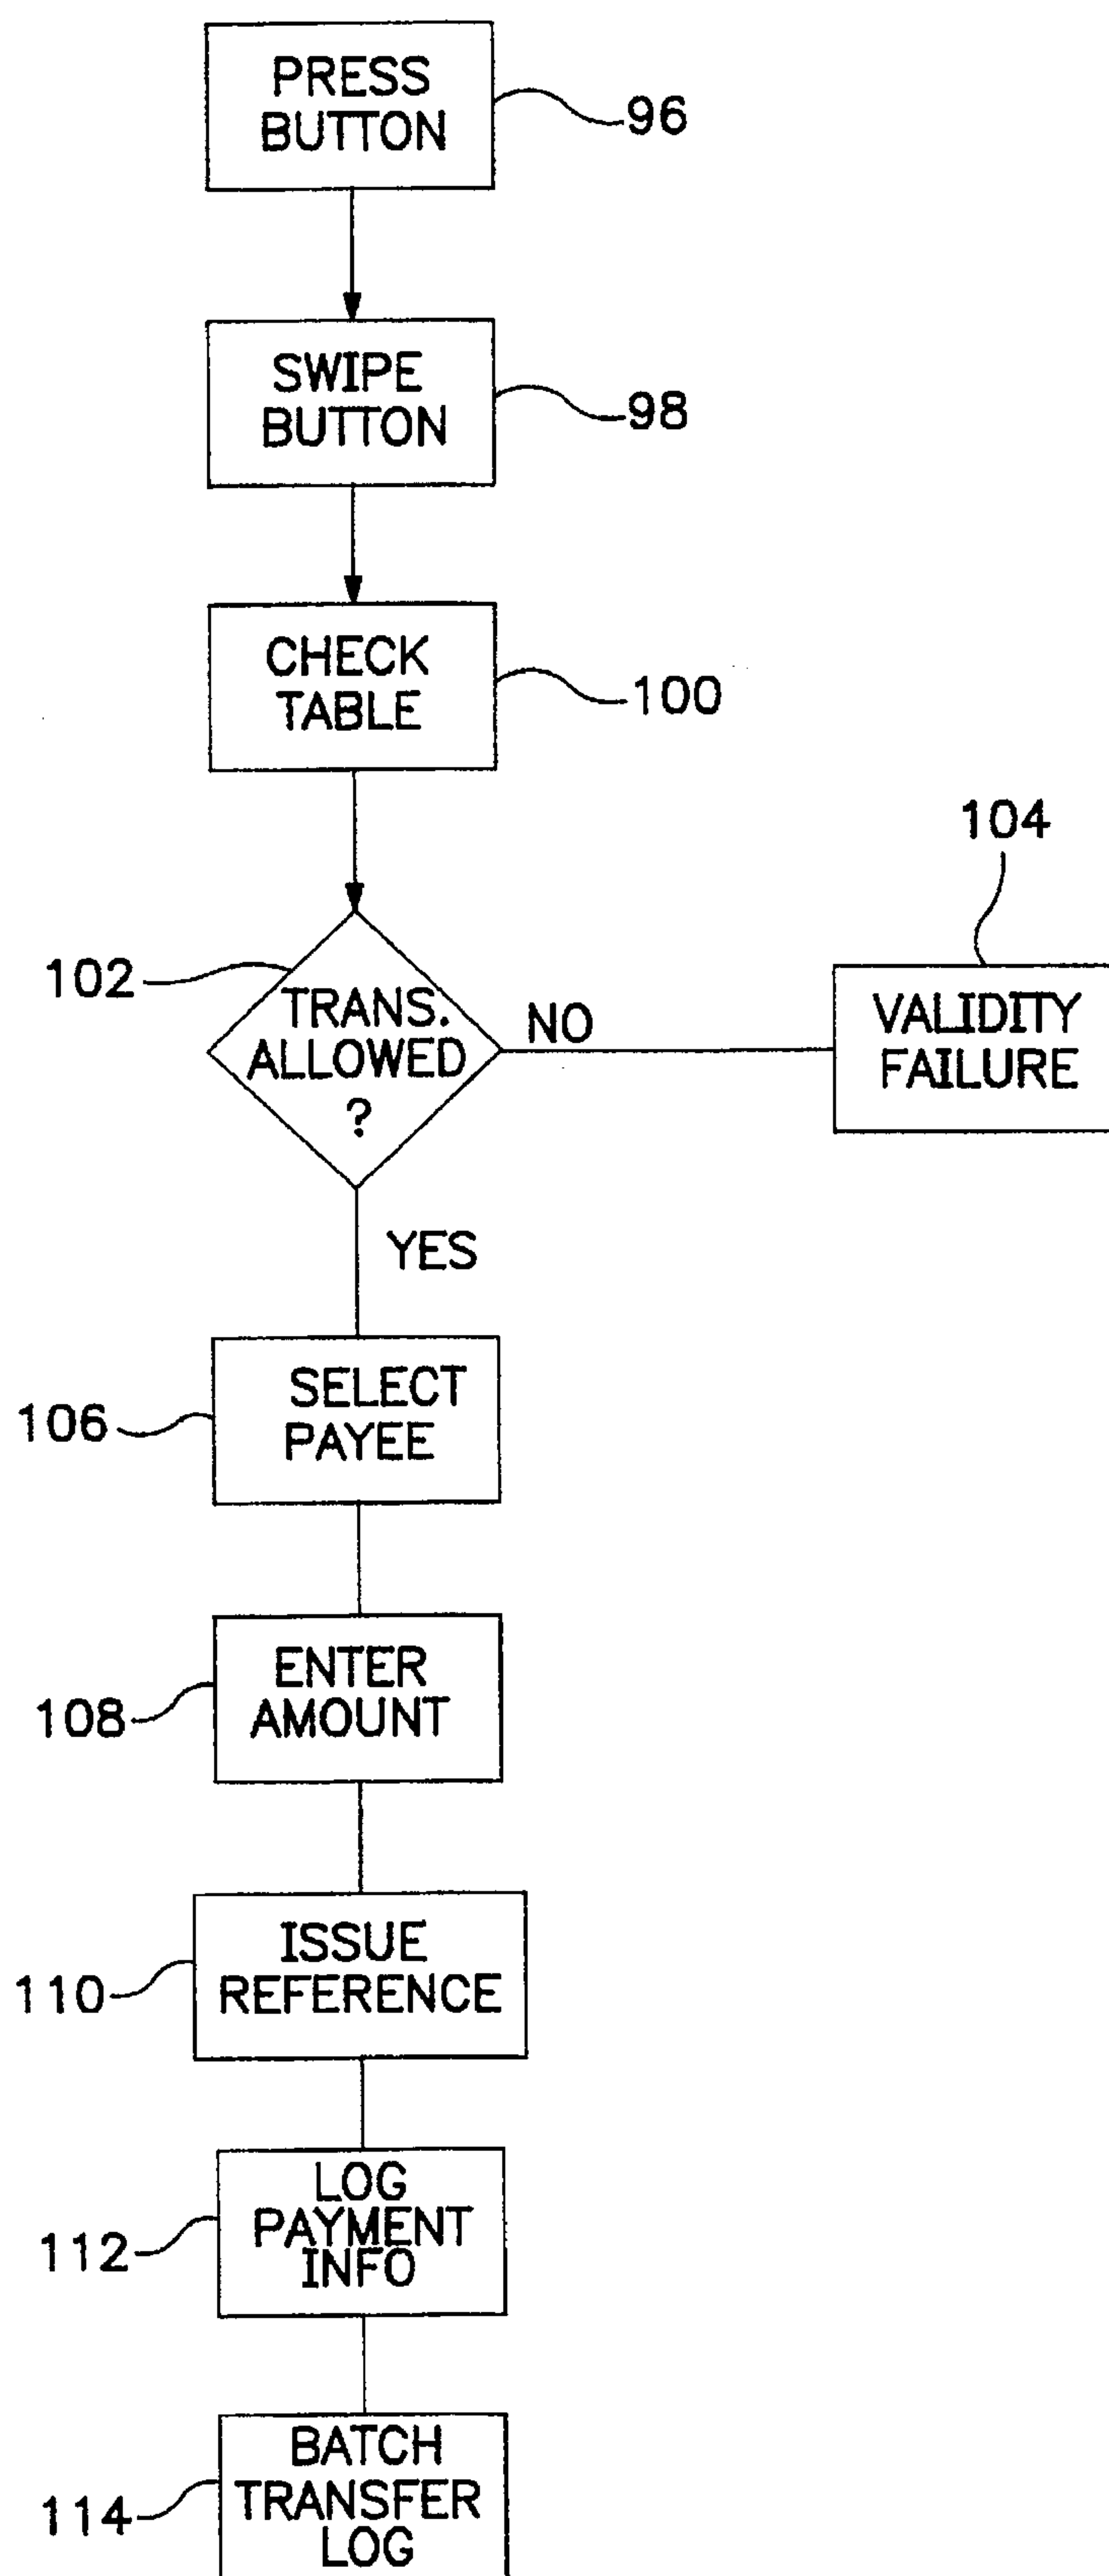 PRESS
BUTTON
96
SWIPE
BUTTON
98
CHECK
TABLE
100
104
102
TRANS.
ALLOWED
?
NO
VALIDITY
FAILURE
YES
106
SELECT
PAYEE
108
ENTER
AMOUNT
110
ISSUE
REFERENCE
112
LOG
PAYMENT
INFO
114
BATCH
TRANSFER
LOG